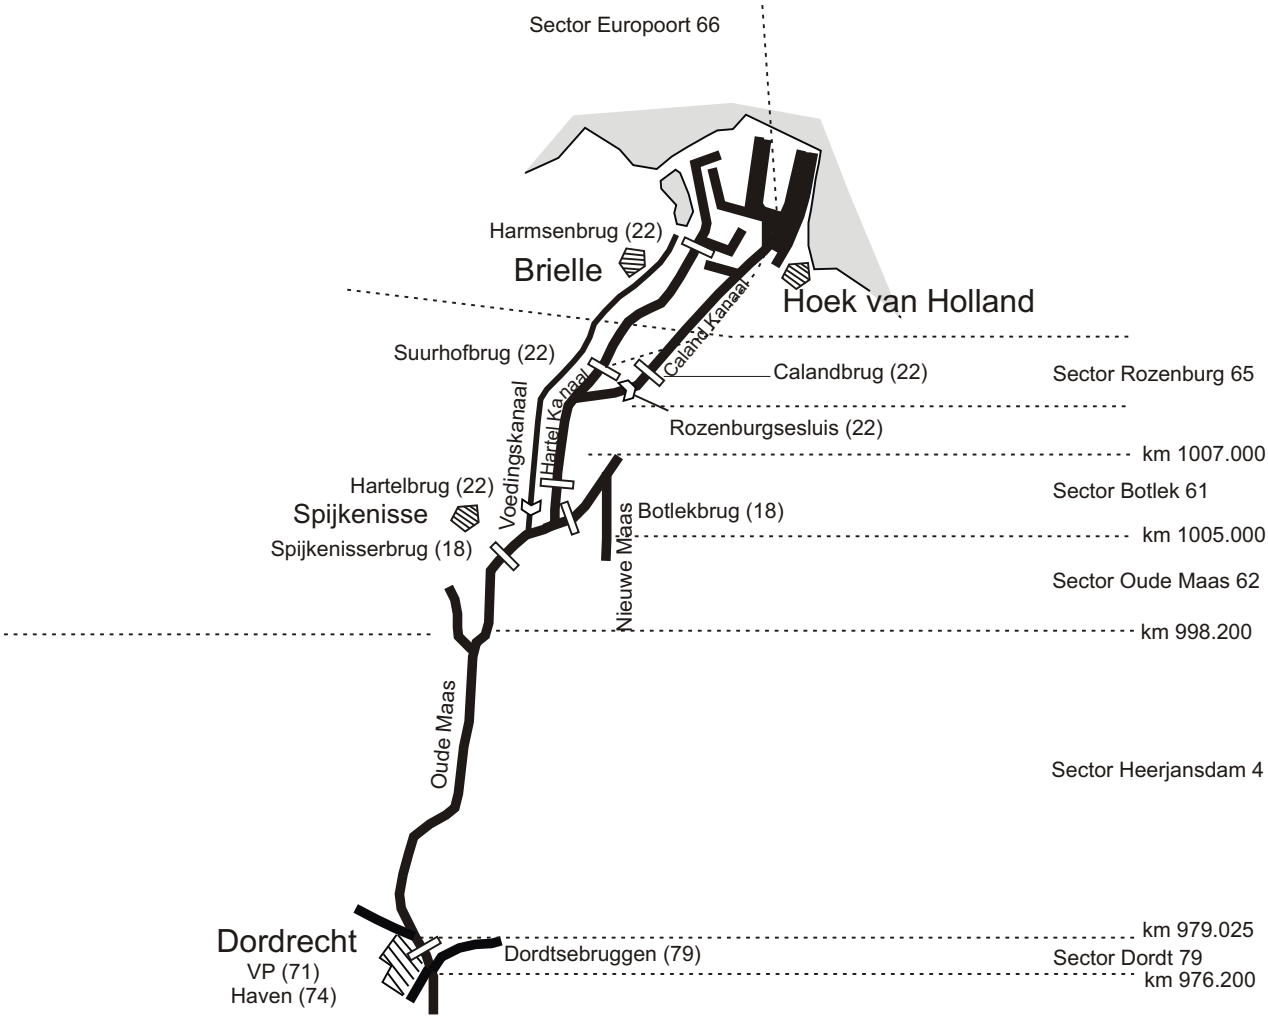 Sector Europoort 66
Harmsenbrug (22)
Brielle
Hoek van Holland
Caland Kanaal
Suurhofbrug (22)
Calandbrug (22)
Sector Rozenburg 65
Rozenburgsesluis (22)
Voedingskanaal
Hartel Kanaal
km 1007.000
Hartelbrug (22)
Sector Botlek 61
Spijkenisse
Botlekbrug (18)
km 1005.000
Spijkenisserbrug (18)
Nieuwe Maas
Sector Oude Maas 62
km 998.200
Oude Maas
Sector Heerjansdam 4
km 979.025
Dordrecht
Dordtsebruggen (79)
Sector Dordt 79
VP (71)
km 976.200
Haven (74)